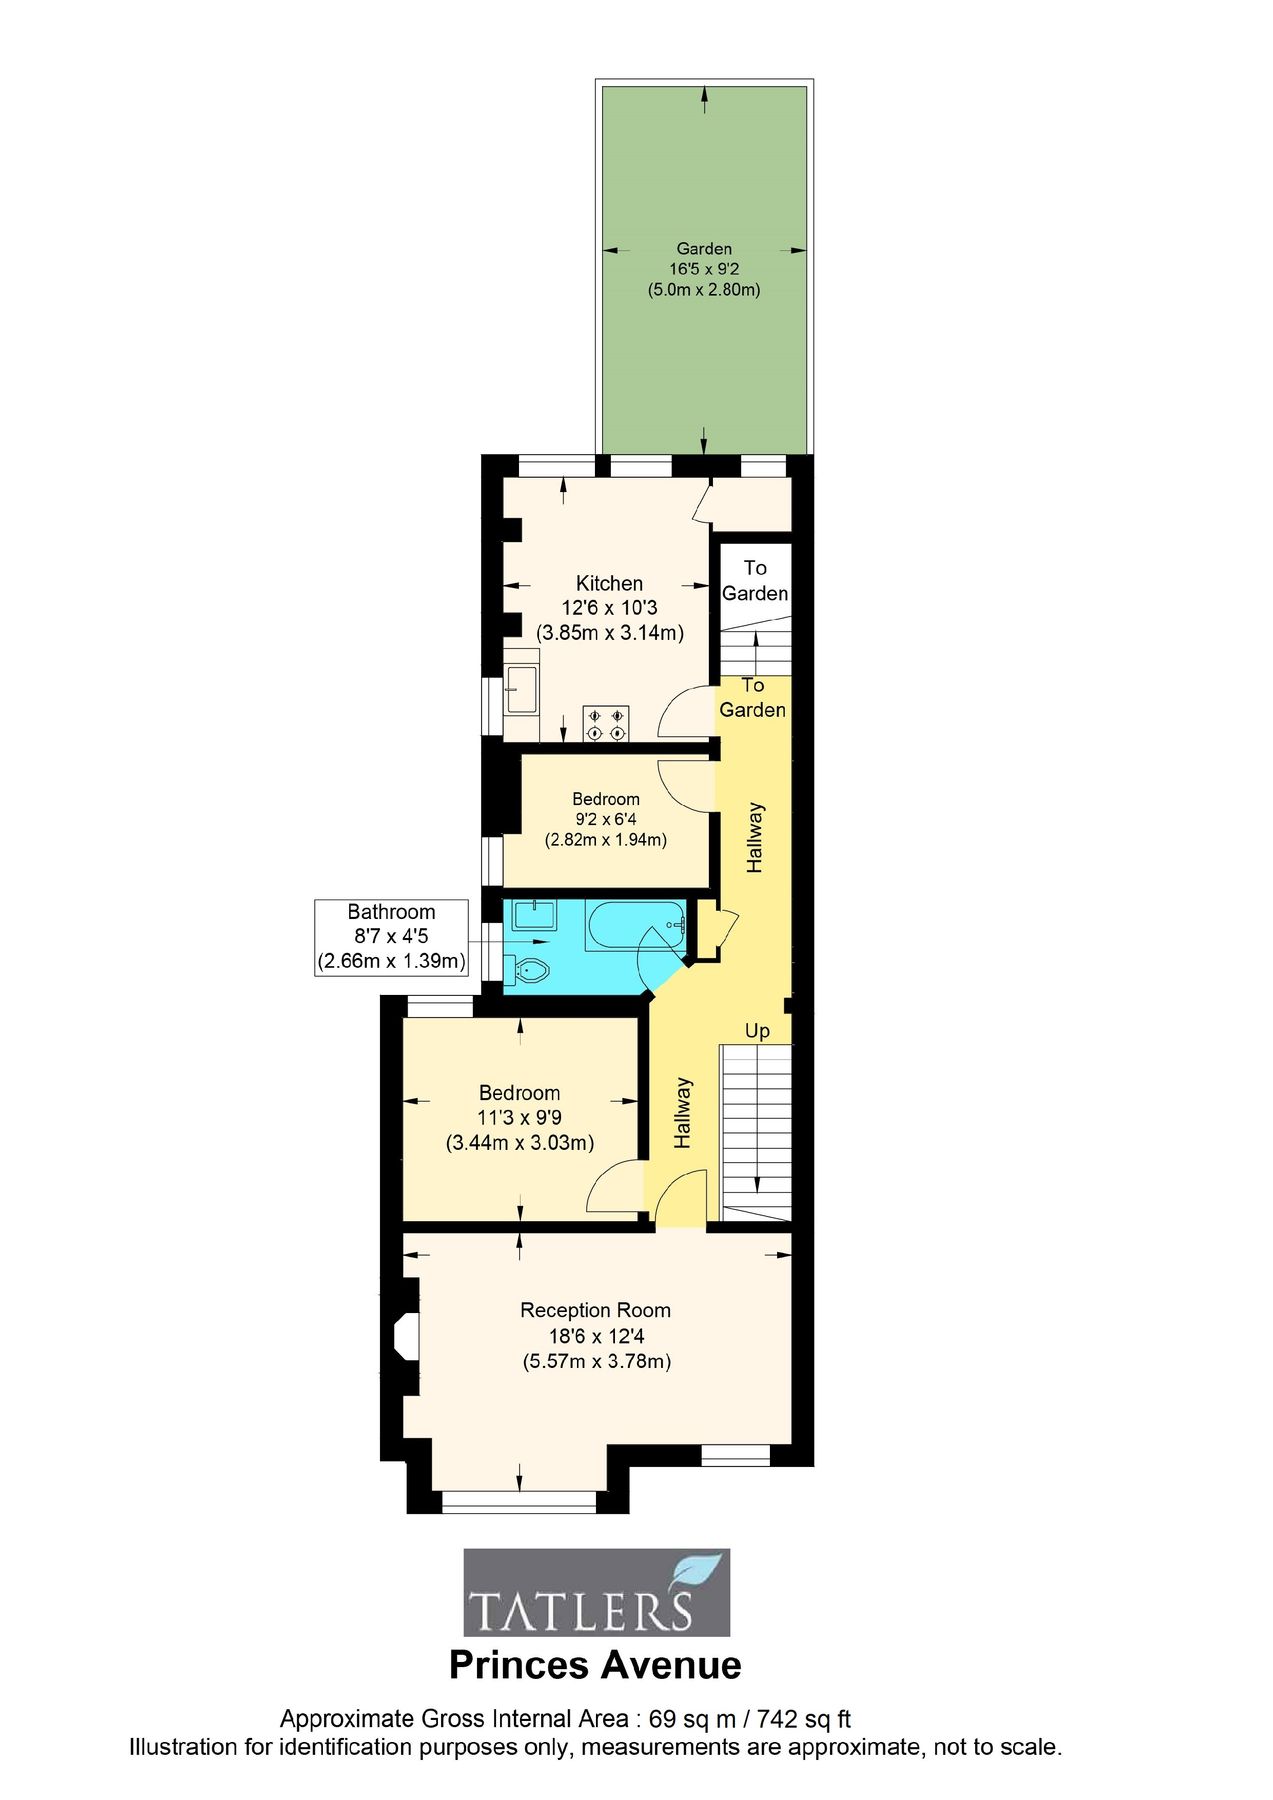 Garden
16'5 x 9'2
(5.0m x 2.80m)
To
Garden
Kitchen
12'6 x 10'3
(3.85m x 3.14m)
To
Garden
Bedroom
9'2 x 6'4
(2.82m x 1.94m)
Hallway
Bathroom
8'7 x 4'5
(2.66m x 1.39m)
Up
Bedroom
11'3 x 9'9
(3.44m x 3.03m)
Hallway
Reception Room
18'6 x 12'4
(5.57m x 3.78m)
TATLERS
Princes Avenue
Approximate Gross Internal Area : 69 sq m / 742 sq ft
Illustration for identification purposes only, measurements are approximate, not to scale.